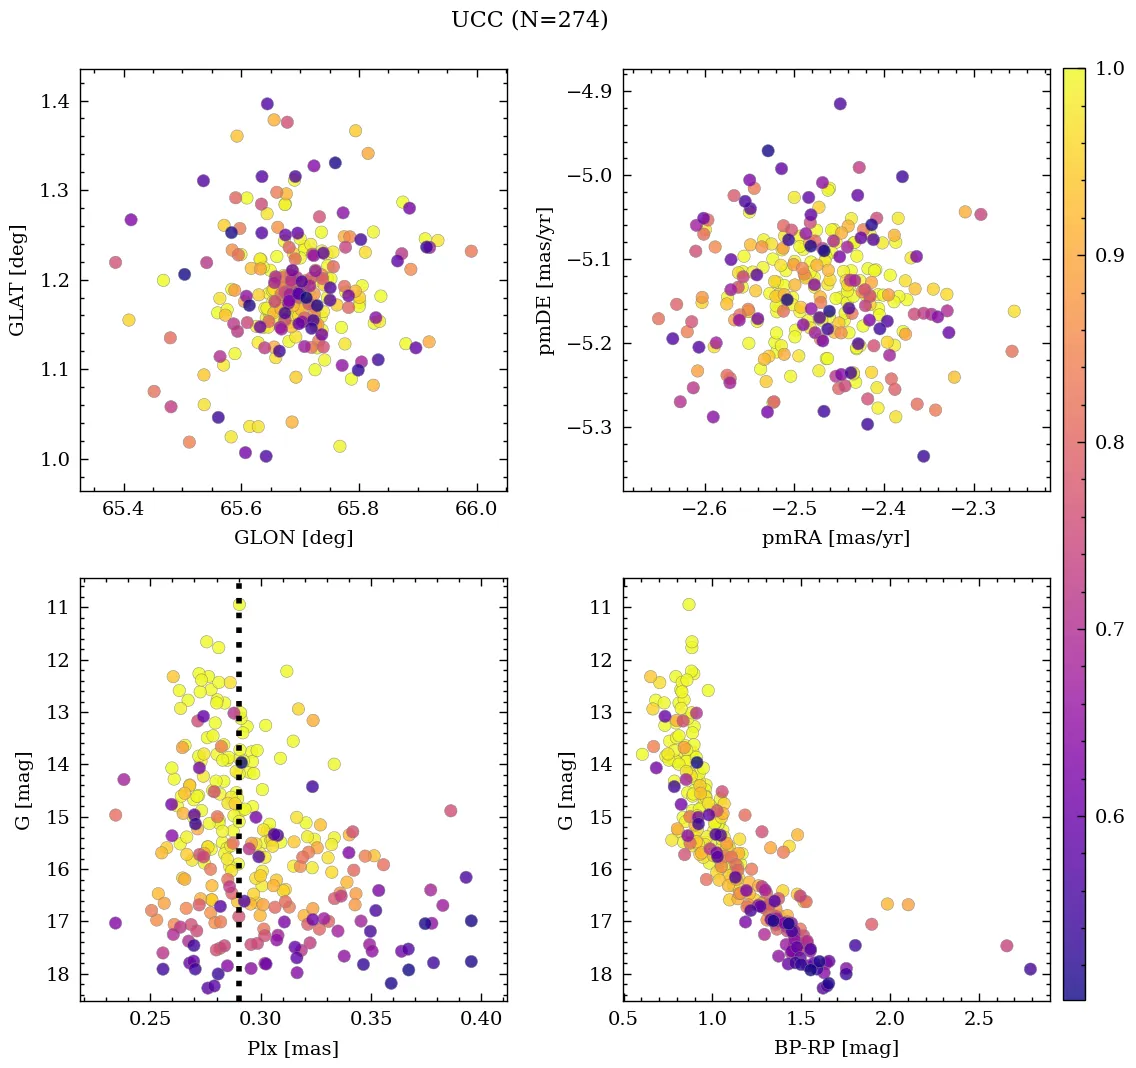 UCC (N=274)
1.4
1.3
1.2
1.1
1.0
GLAT [deg]
65.4 65.6 65.8 66.0
GLON [deg]
−4.9
−5.0
−5.1
−5.2
−5.3
pmDE [mas/yr]
−2.6 −2.5 −2.4 −2.3
pmRA [mas/yr]
1.0
0.9
0.8
0.7
0.6
11
12
13
14
15
16
17
18
G [mag]
0.25 0.30 0.35 0.40
Plx [mas]
11
12
13
14
15
16
17
18
G [mag]
0.5 1.0 1.5 2.0 2.5
BP-RP [mag]